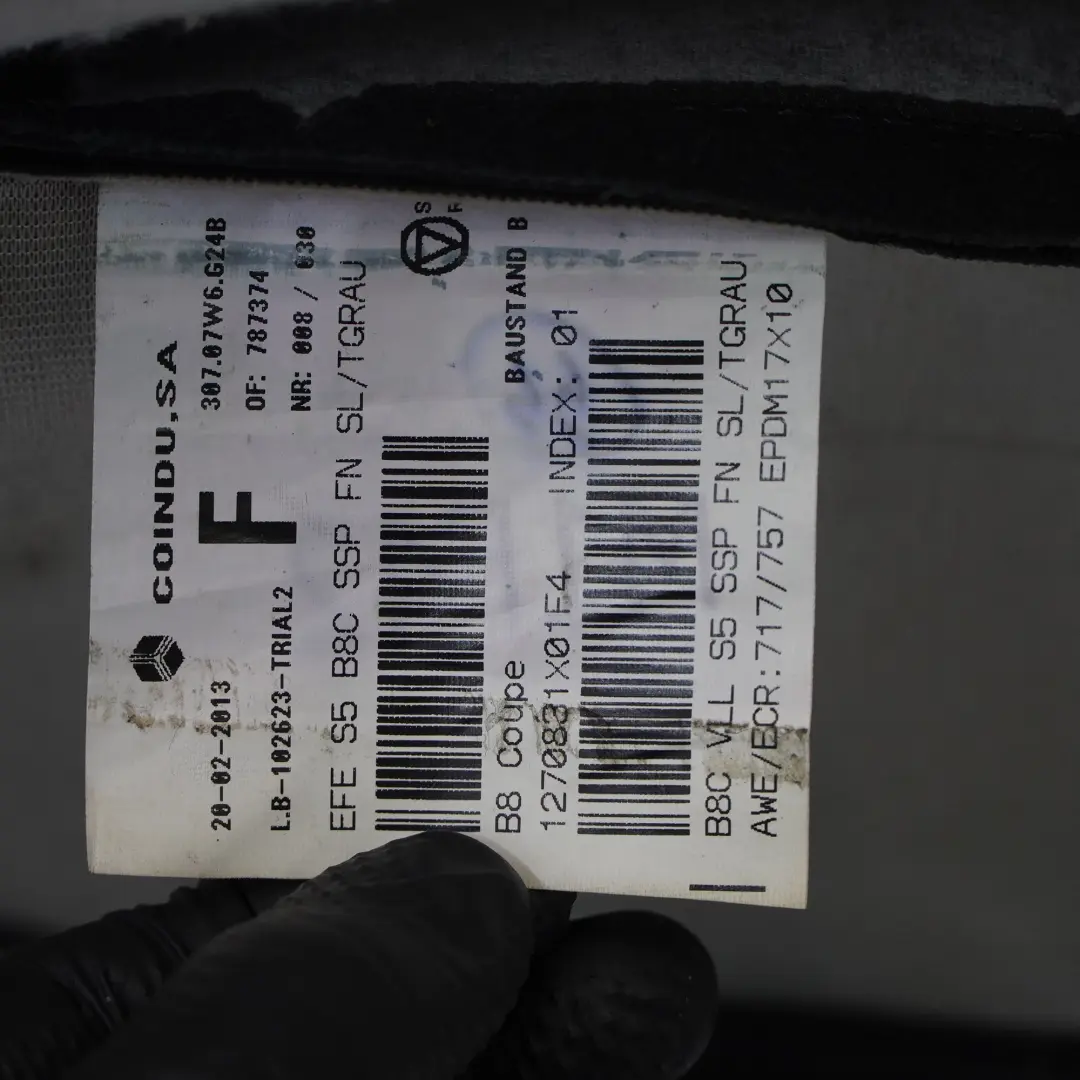 COINDU,SA
307.07W6.G24B
20-02-2013
F
OF: 787374
L.B-102623-TRIAL2
NR: 008 / 030
EFE S5 B8C SSP FN SL/TGRAU
S
F
B8 Coupe
BAUSTAND B
1270831X01F4 INDEX: 01
B8C VLL S5 SSP FN SL/TGRAU
AWE/ECR:717/757 EPDM17X10